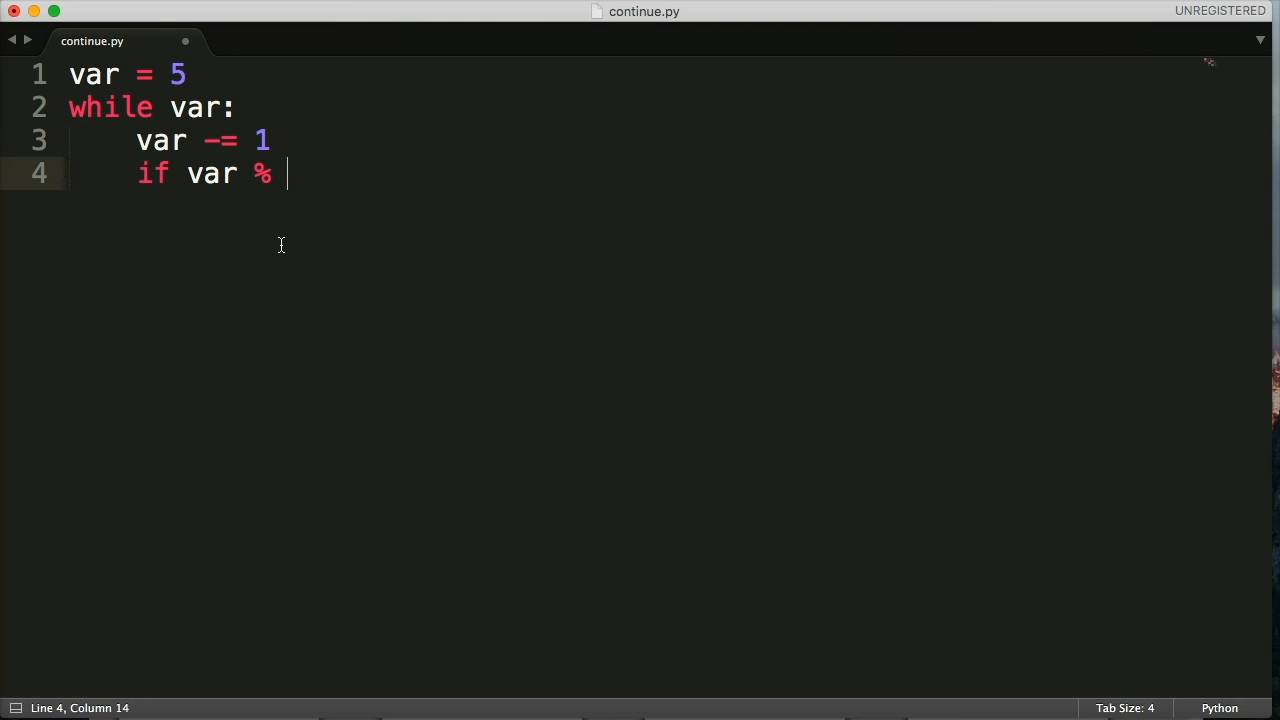 continue.py
UNREGISTERED
continue.py
1 var = 5
2 while var:
3     var -= 1
4     if var %
Line 4, Column 14
Tab Size: 4
Python